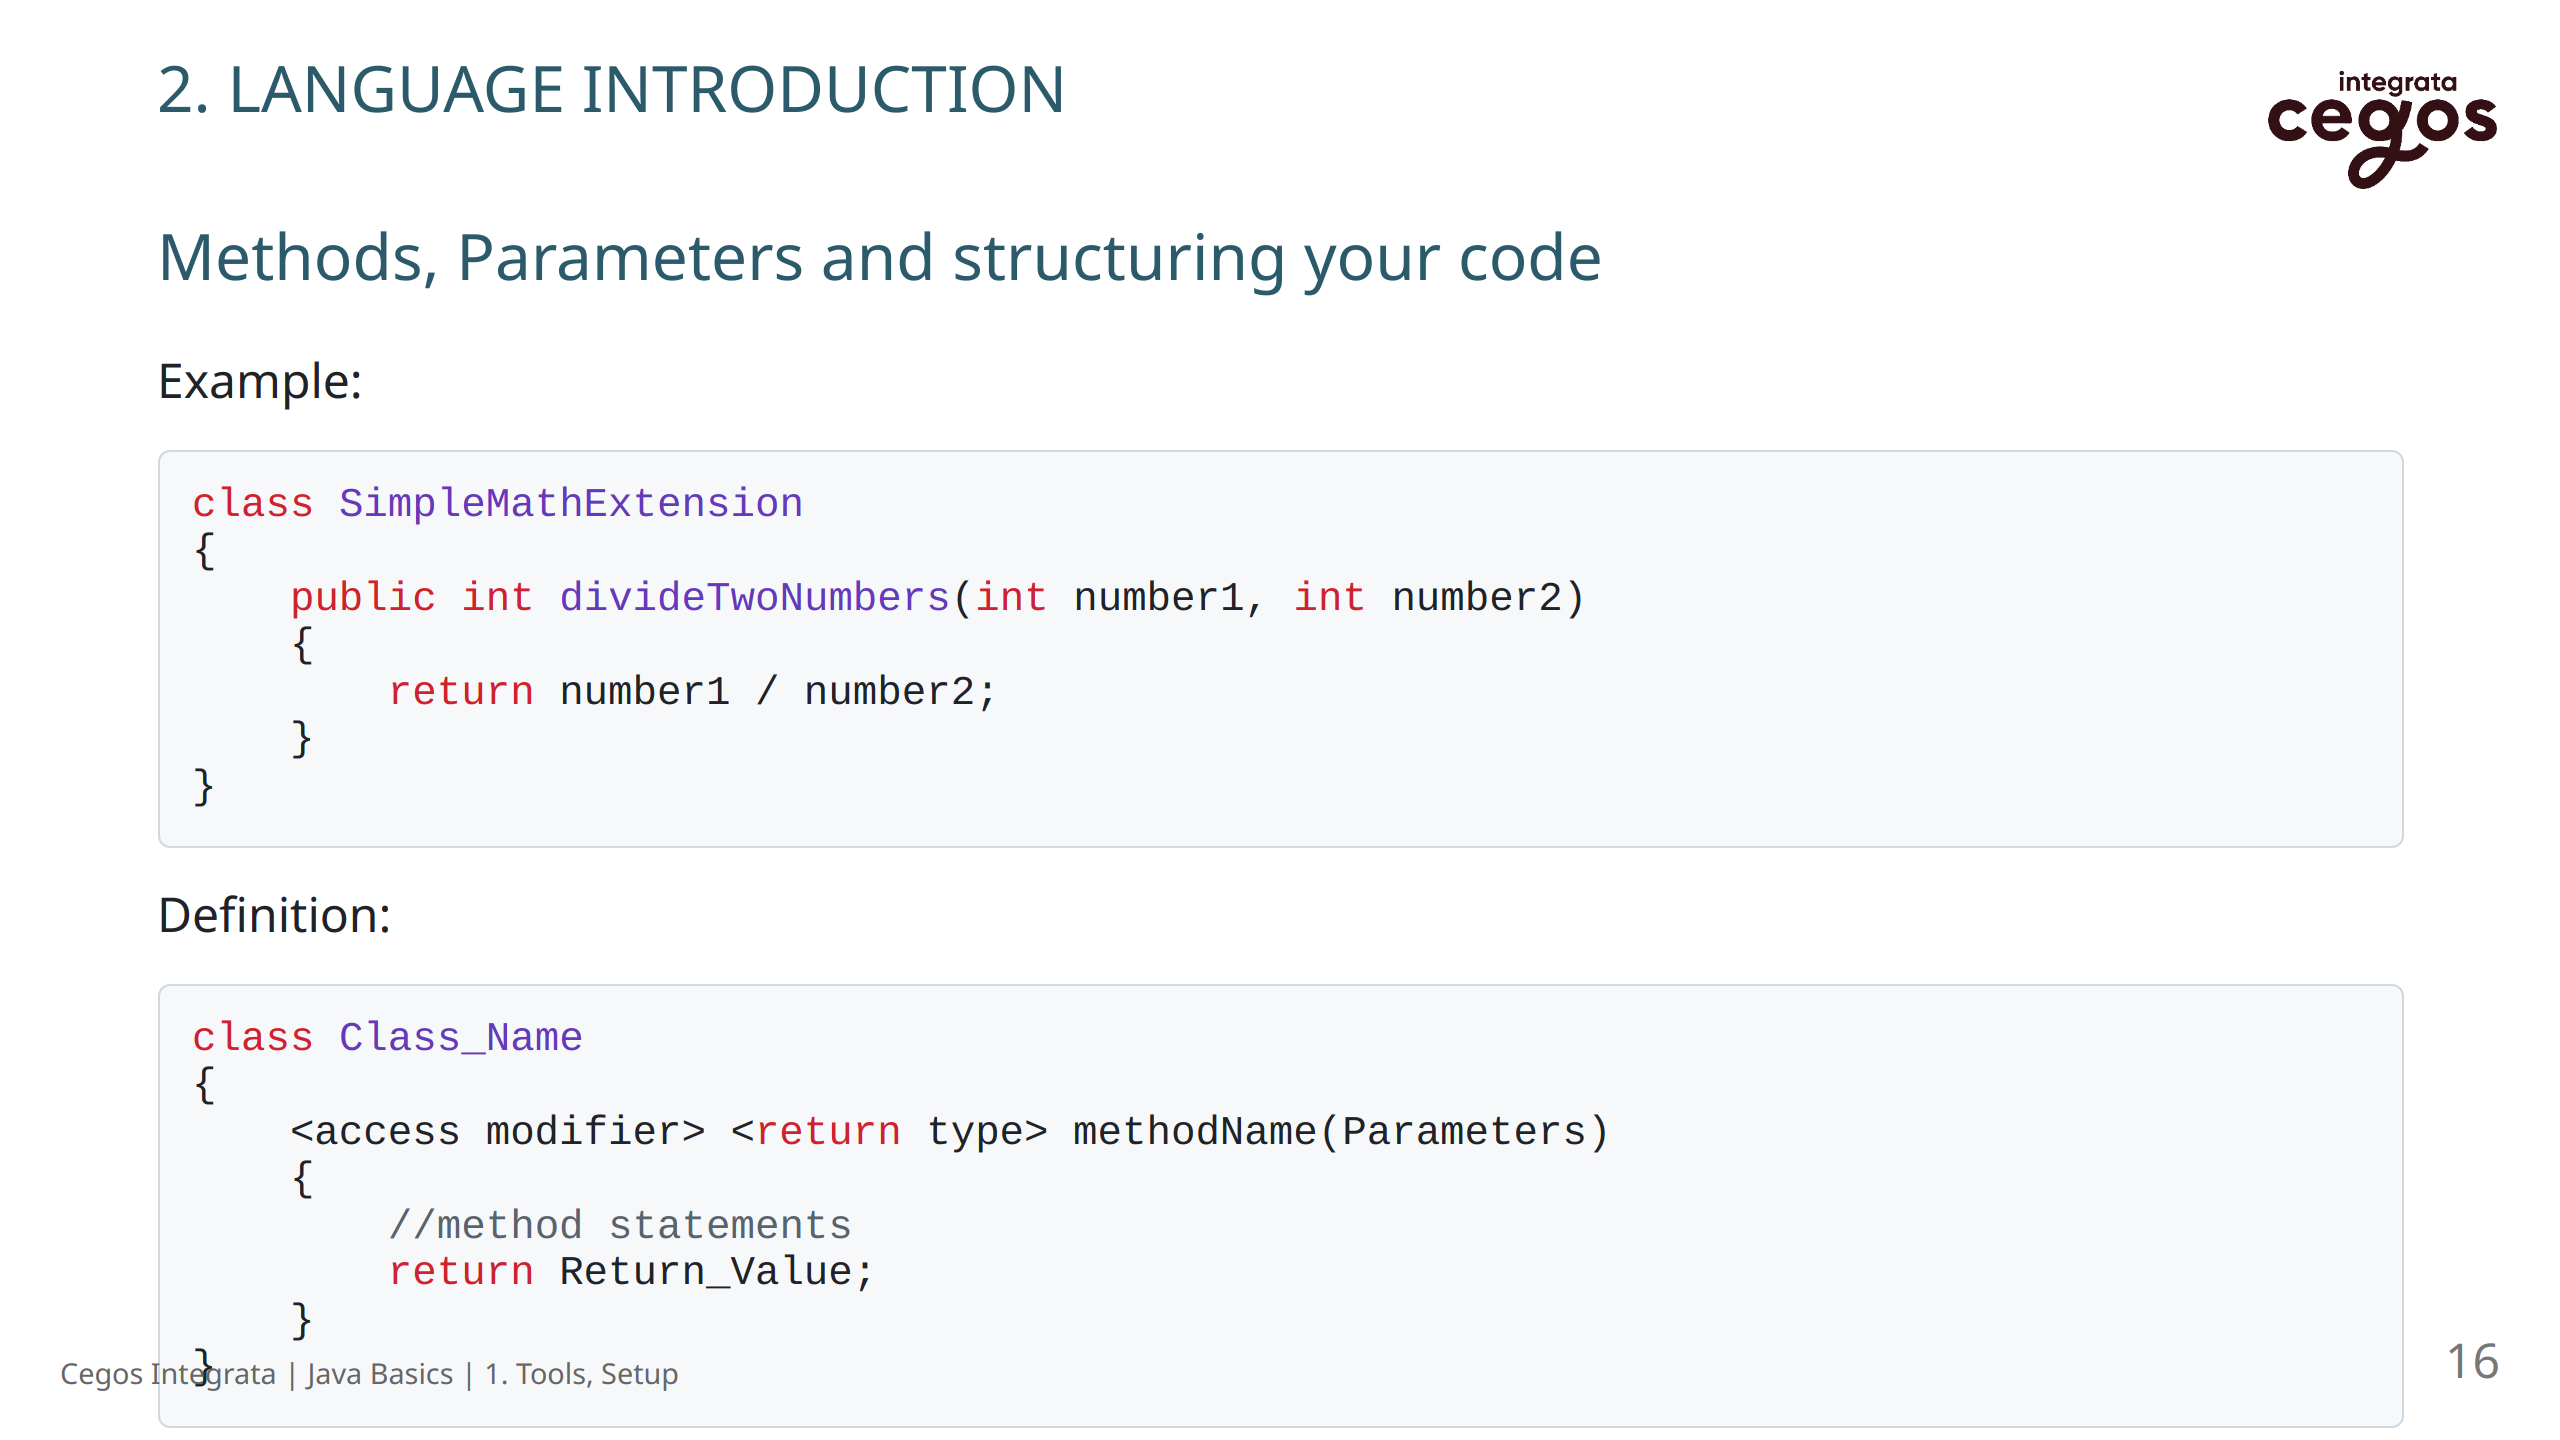 2. LANGUAGE INTRODUCTION
integrata
cegos
Methods, Parameters and structuring your code
Example:
class SimpleMathExtension
{
    public int divideTwoNumbers(int number1, int number2)
    {
        return number1 / number2;
    }
}
Definition:
class Class_Name
{
    <access modifier> <return type> methodName(Parameters)
    {
        //method statements
        return Return_Value;
    }
}
Cegos Integrata | Java Basics | 1. Tools, Setup
16